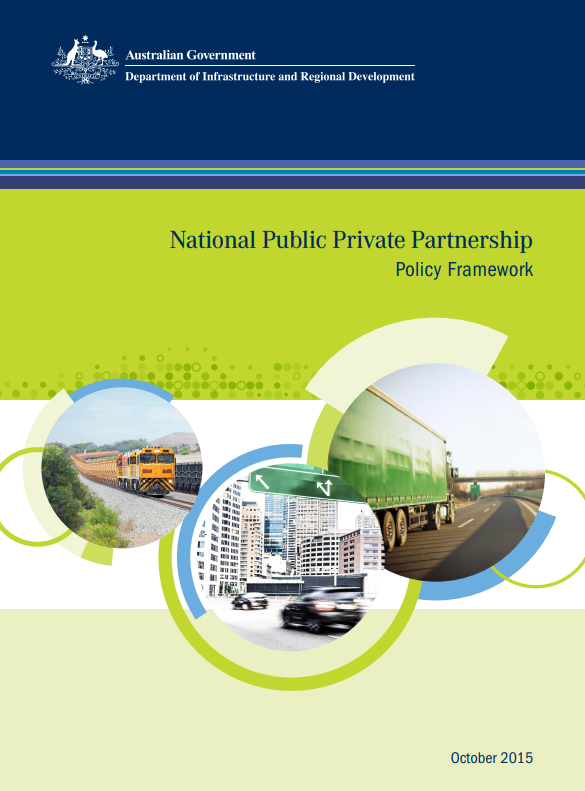 Australian Government
Department of Infrastructure and Regional Development
National Public Private Partnership
Policy Framework
October 2015